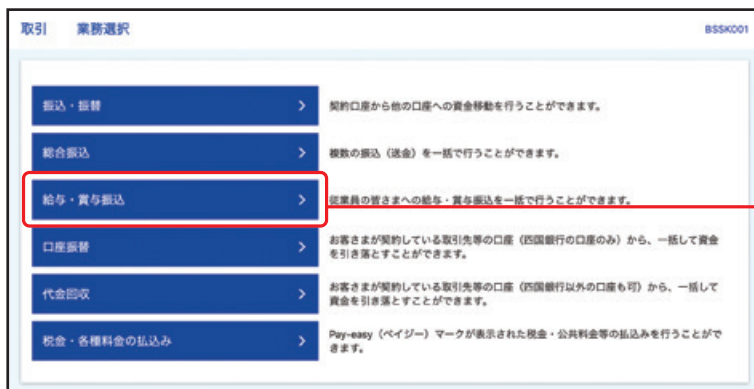 取引 業務選択 BSSK001
振込・振替 契約口座から他の口座への資金移動を行うことができます。
総合振込 複数の振込（送金）を一括で行うことができます。
給与・賞与振込 従業員の皆さまへの給与・賞与振込を一括で行うことができます。
口座振替 お客さまが契約している取引先等の口座（四国銀行の口座のみ）から、一括して資金
を引き落とすことができます。
代金回収 お客さまが契約している取引先等の口座（四国銀行以外の口座も可）から、一括して
資金を引き落とすことができます。
税金・各種料金の払込み Pay-easy（ペイジー）マークが表示された税金・公共料金等の払込みを行うことがで
きます。